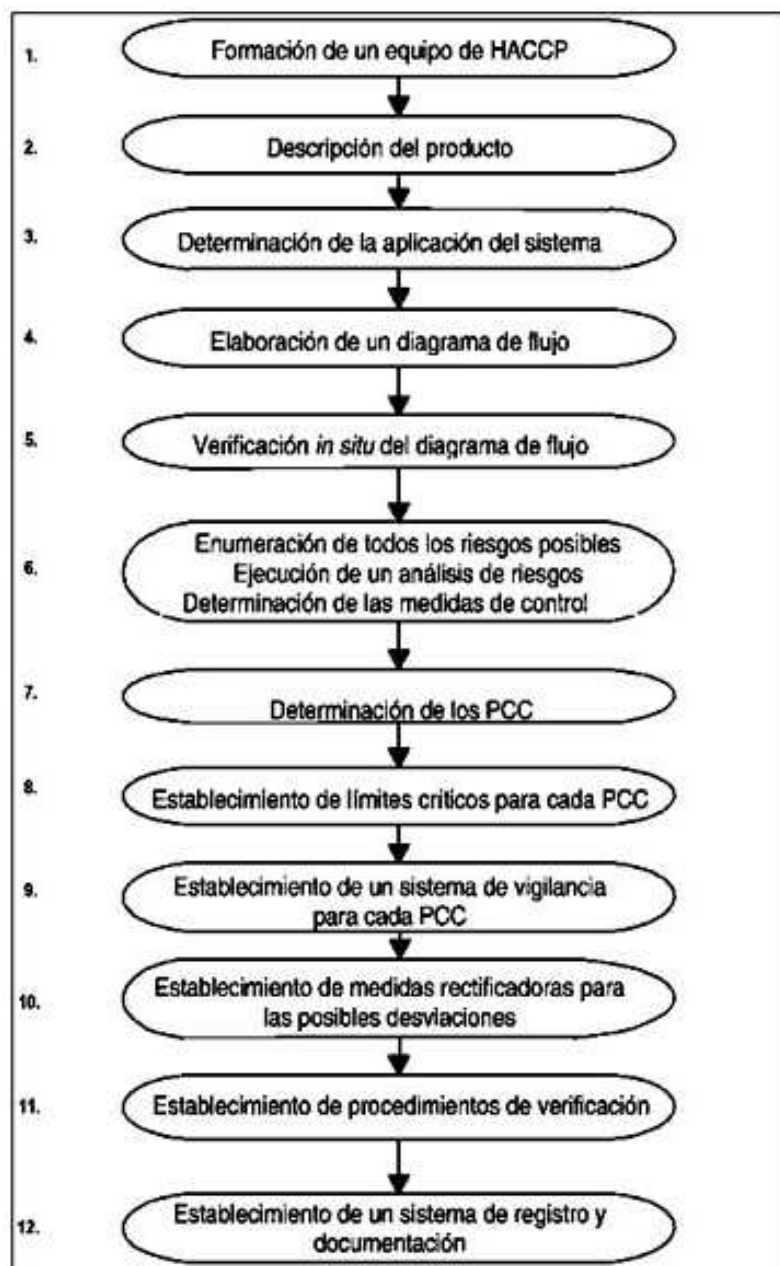 1. Formación de un equipo de HACCP
2. Descripción del producto
3. Determinación de la aplicación del sistema
4. Elaboración de un diagrama de flujo
5. Verificación in situ del diagrama de flujo
Enumeración de todos los riesgos posibles
6. Ejecución de un análisis de riesgos
Determinación de las medidas de control
7. Determinación de los PCC
8. Establecimiento de límites criticos para cada PCC
9. Establecimiento de un sistema de vigilancia
para cada PCC
10. Establecimiento de medidas rectificadoras para
las posibles desviaciones
11. Establecimiento de procedimientos de verificación
12. Establecimiento de un sistema de registro y
documentación